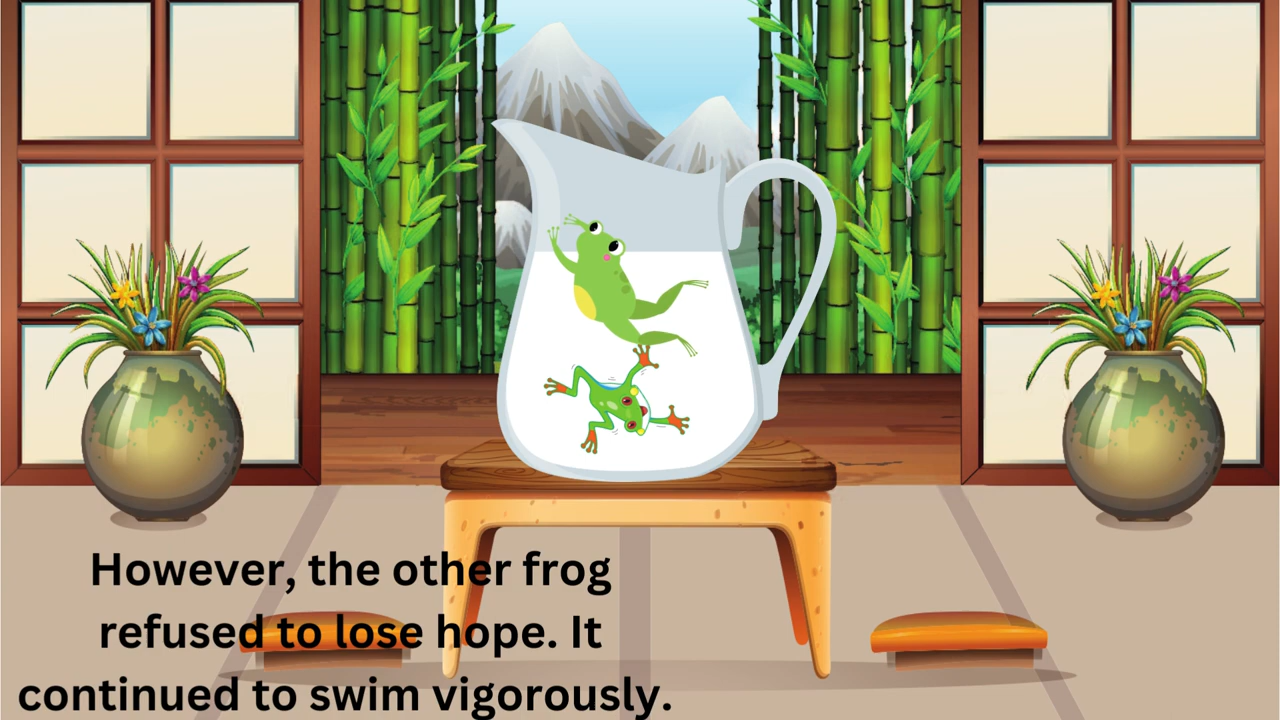 However, the other frog
refused to lose hope. It
continued to swim vigorously.